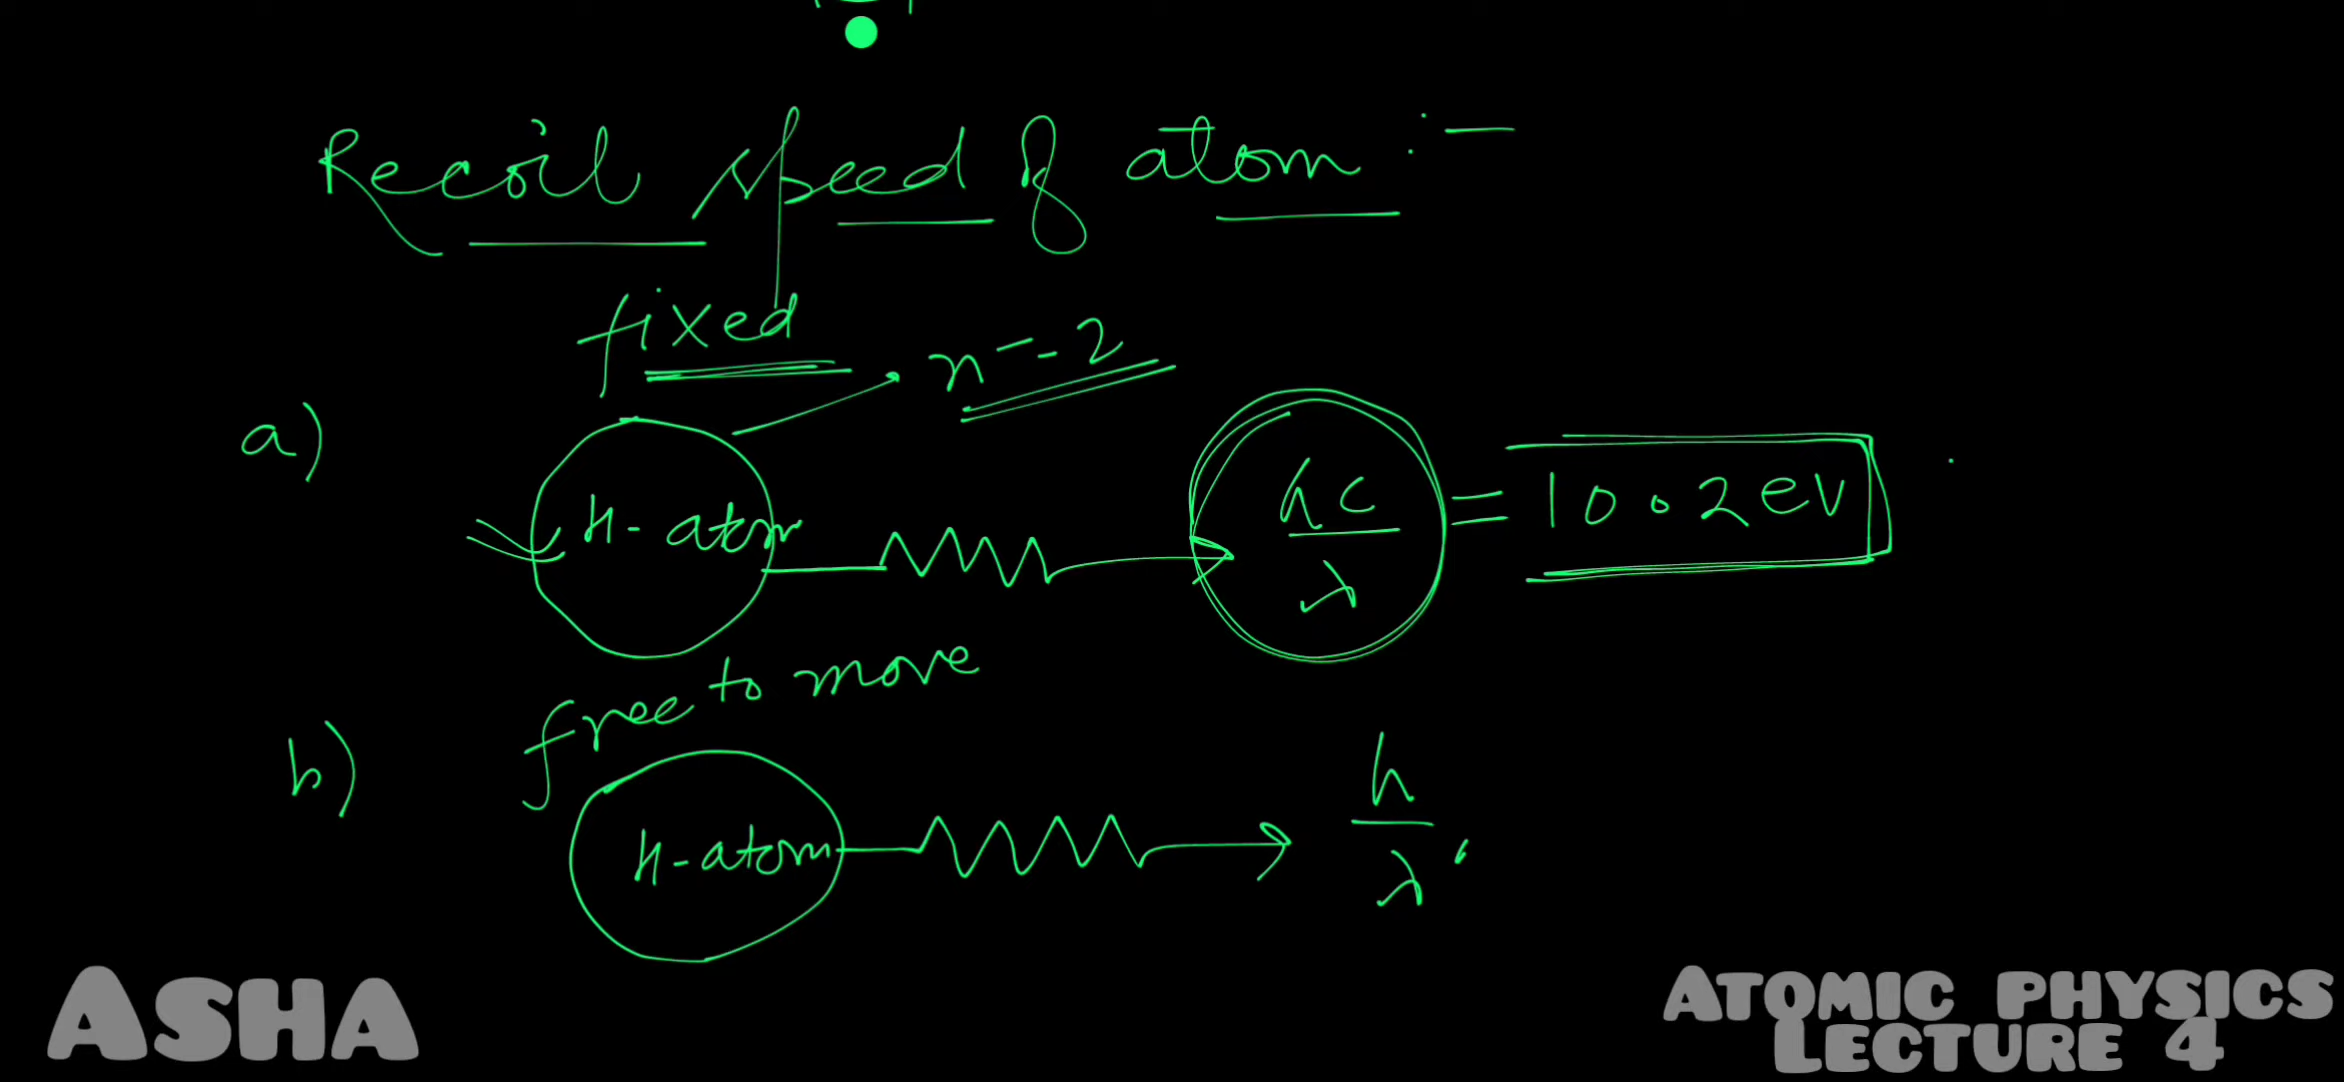 Recoil speed of atom :-
fixed
n = 2
a)
H-atom
hc
λ
= 10.2eV
free to move
b)
H-atom
h
λ'
ASHA
ATOMIC PHYSICS
LECTURE 4